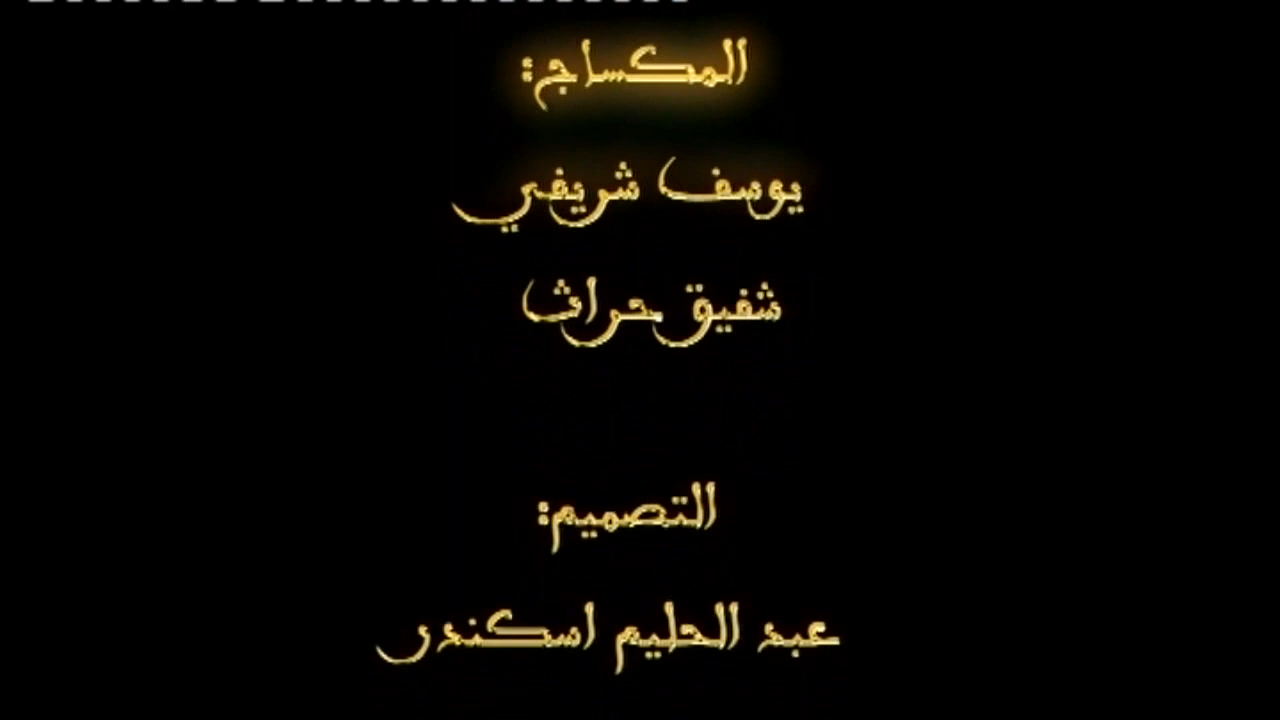 المكساج:
يوسف شريفي
شفيق حراث
التصميم:
عبد الحليم اسكندر